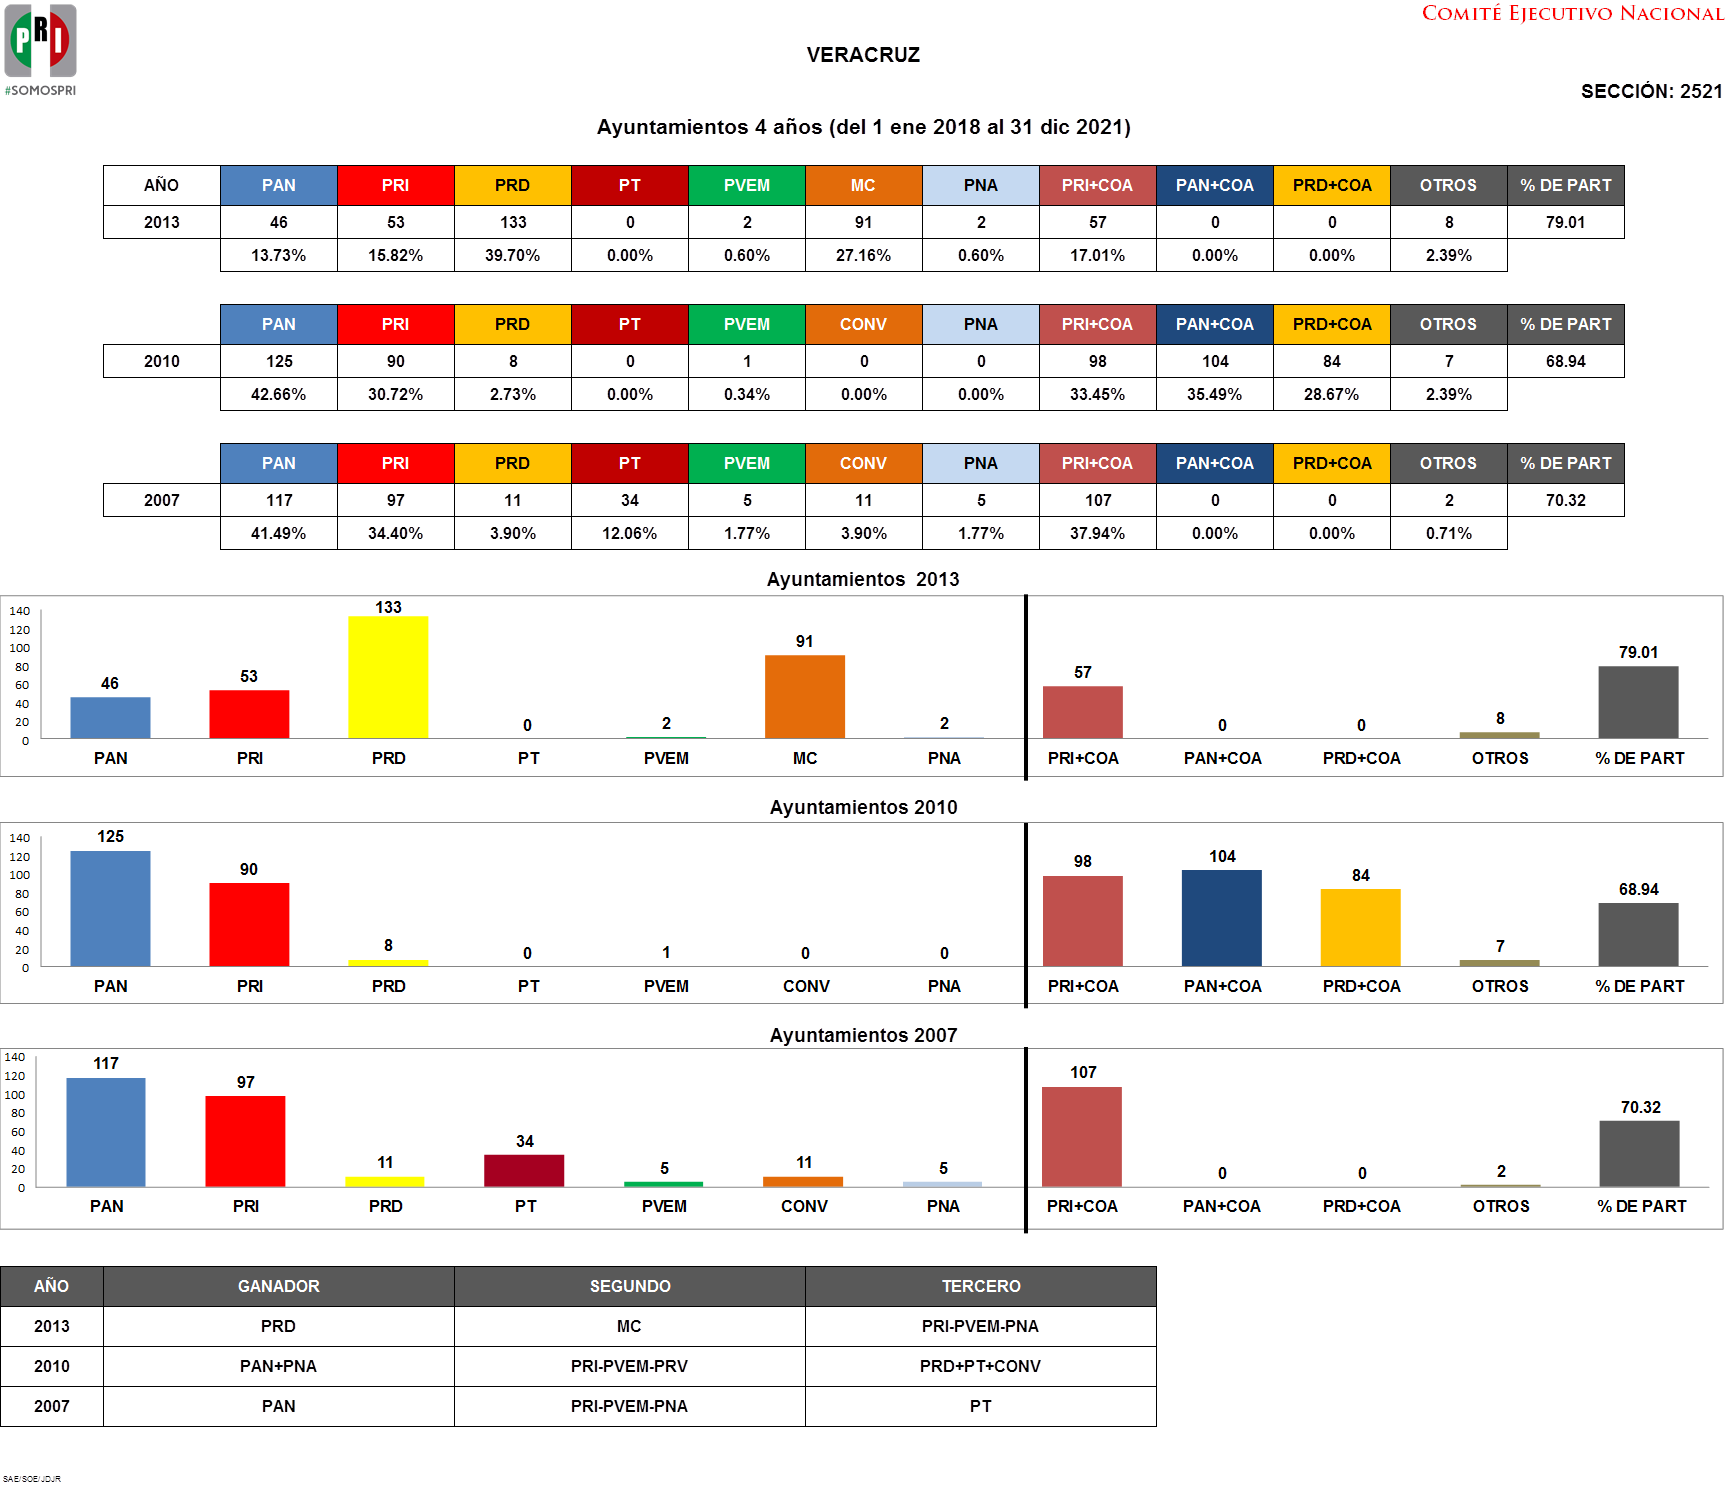 PRI
#SOMOSPRI
COMITÉ EJECUTIVO NACIONAL
VERACRUZ
SECCIÓN: 2521
Ayuntamientos 4 años (del 1 ene 2018 al 31 dic 2021)
AÑO PAN PRI PRD PT PVEM MC PNA PRI+COA PAN+COA PRD+COA OTROS % DE PART
2013 46 53 133 0 2 91 2 57 0 0 8 79.01
13.73% 15.82% 39.70% 0.00% 0.60% 27.16% 0.60% 17.01% 0.00% 0.00% 2.39%
PAN PRI PRD PT PVEM CONV PNA PRI+COA PAN+COA PRD+COA OTROS % DE PART
2010 125 90 8 0 1 0 0 98 104 84 7 68.94
42.66% 30.72% 2.73% 0.00% 0.34% 0.00% 0.00% 33.45% 35.49% 28.67% 2.39%
PAN PRI PRD PT PVEM CONV PNA PRI+COA PAN+COA PRD+COA OTROS % DE PART
2007 117 97 11 34 5 11 5 107 0 0 2 70.32
41.49% 34.40% 3.90% 12.06% 1.77% 3.90% 1.77% 37.94% 0.00% 0.00% 0.71%
Ayuntamientos 2013
140
120
100
80
60
40
20
0
46 53 133 0 2 91 2 57 0 0 8 79.01
PAN PRI PRD PT PVEM MC PNA PRI+COA PAN+COA PRD+COA OTROS % DE PART
Ayuntamientos 2010
140
120
100
80
60
40
20
0
125 90 8 0 1 0 0 98 104 84 7 68.94
PAN PRI PRD PT PVEM CONV PNA PRI+COA PAN+COA PRD+COA OTROS % DE PART
Ayuntamientos 2007
140
120
100
80
60
40
20
0
117 97 11 34 5 11 5 107 0 0 2 70.32
PAN PRI PRD PT PVEM CONV PNA PRI+COA PAN+COA PRD+COA OTROS % DE PART
AÑO GANADOR SEGUNDO TERCERO
2013 PRD MC PRI-PVEM-PNA
2010 PAN+PNA PRI-PVEM-PRV PRD+PT+CONV
2007 PAN PRI-PVEM-PNA PT
SAE/SOE/JDJR